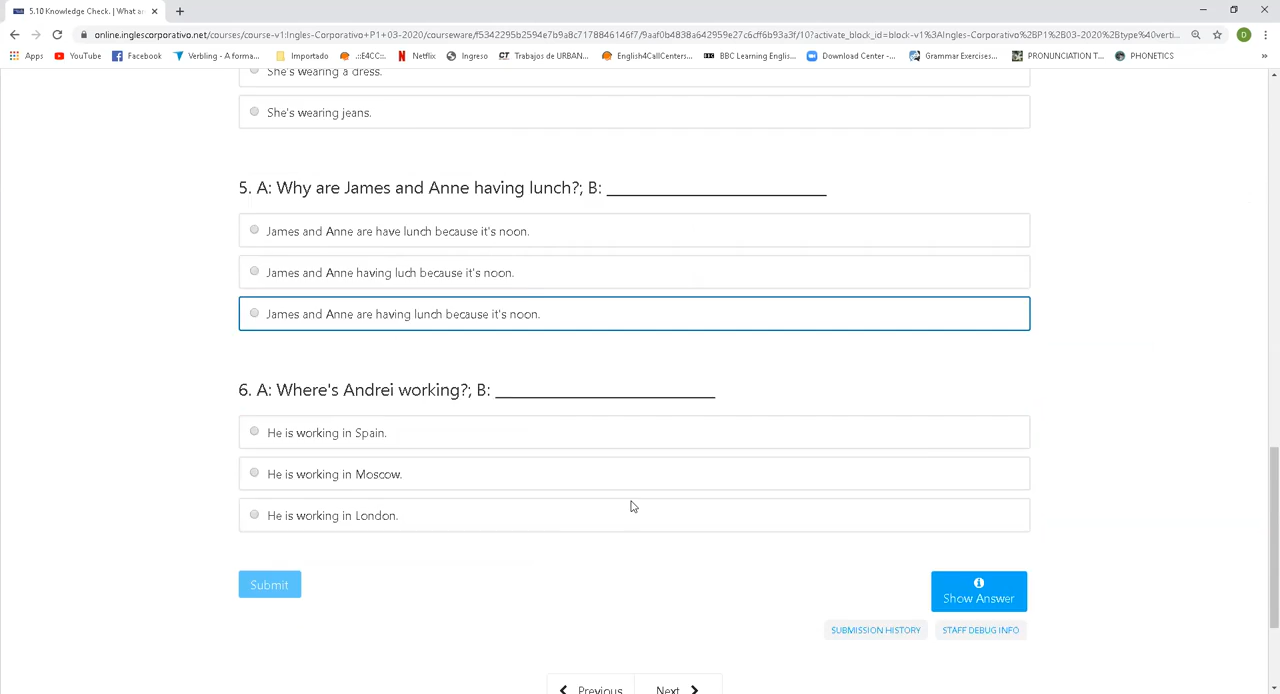 5.10 Knowledge Check. | What ar
online.inglescorporativo.net/courses/course-v1:Ingles-Corporativo+P1+03-2020/courseware/f5342295b2594e7b9a8c7178846146f7/9aaf0b4838a642959e27c6cff6b93a3f/10?activate_block_id=block-v1%3AIngles-Corporativo%2BP1%2B03-2020%2Btype%40verti...
Apps YouTube Facebook Verbling - A forma... Importado .::E4CC::. Netflix Ingreso CT Trabajos de URBAN... English4CallCenters... BBC Learning Englis... Download Center -... Grammar Exercises... PRONUNCIATION T... PHONETICS »
She's wearing a dress.
She's wearing jeans.
5. A: Why are James and Anne having lunch?; B: ____________________
James and Anne are have lunch because it's noon.
James and Anne having luch because it's noon.
James and Anne are having lunch because it's noon.
6. A: Where's Andrei working?; B: ____________________
He is working in Spain.
He is working in Moscow.
He is working in London.
Submit
Show Answer
SUBMISSION HISTORY STAFF DEBUG INFO
Previous Next